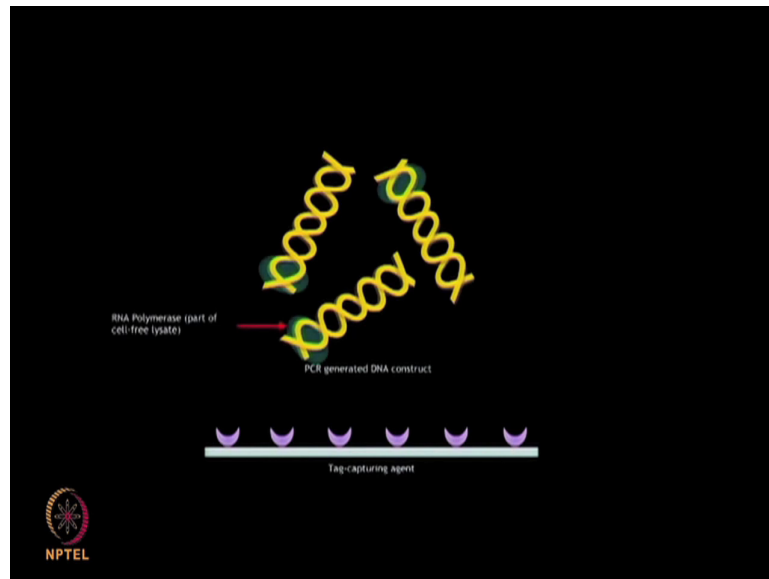 RNA Polymerase (part of
cell-free lysate)
PCR generated DNA construct
Tag-capturing agent
NPTEL